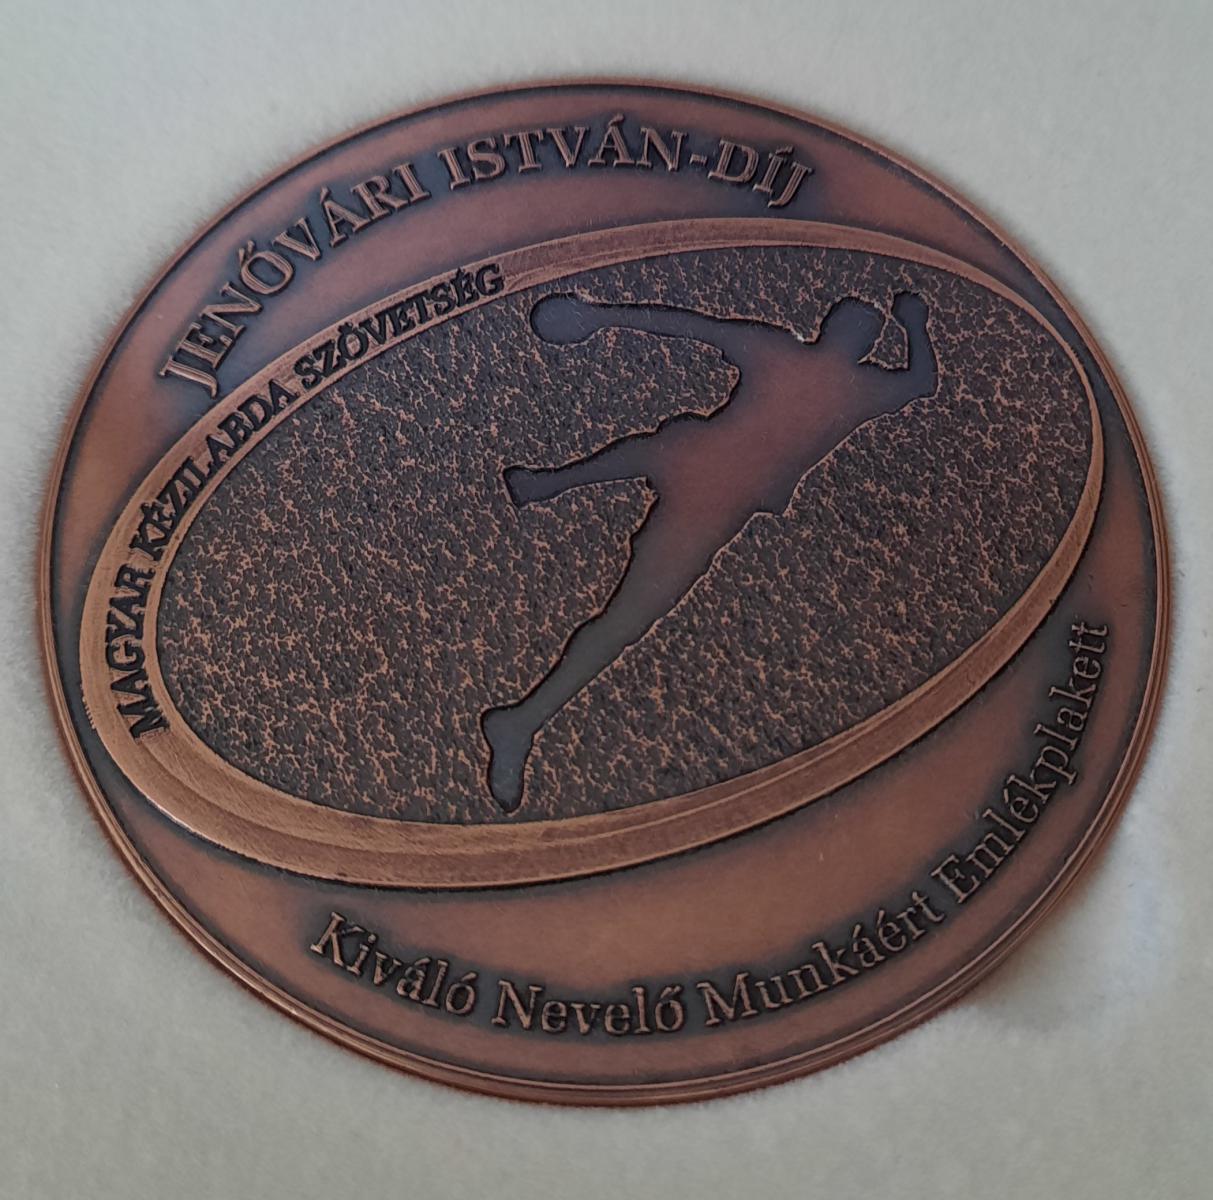 JENŐVÁRI ISTVÁN-DÍJ
MAGYAR KÉZILABDA SZÖVETSÉG
Kiváló Nevelő Munkáért Emlékplakett